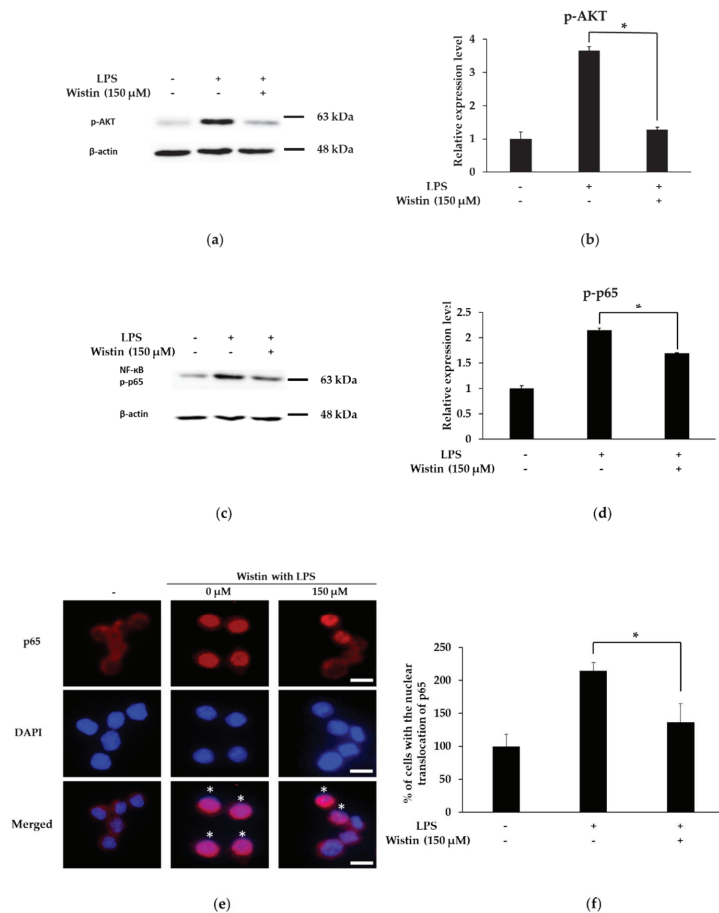 LPS - + +
Wistin (150 µM) - - +
p-AKT
63 kDa
β-actin
48 kDa
(a)
p-AKT
*
Relative expression level
4
3
2
1
0
LPS - + +
Wistin (150 µM) - - +
(b)
LPS - + +
Wistin (150 µM) - - +
NF-κB
p-p65
63 kDa
β-actin
48 kDa
(c)
p-p65
*
Relative expression level
2.5
2
1.5
1
0.5
0
LPS - + +
Wistin (150 µM) - - +
(d)
Wistin with LPS
- 0 µM 150 µM
p65
DAPI
Merged
* *
* *
*
*
(e)
*
% of cells with the nuclear
translocation of p65
250
200
150
100
50
0
LPS - + +
Wistin (150 µM) - - +
(f)